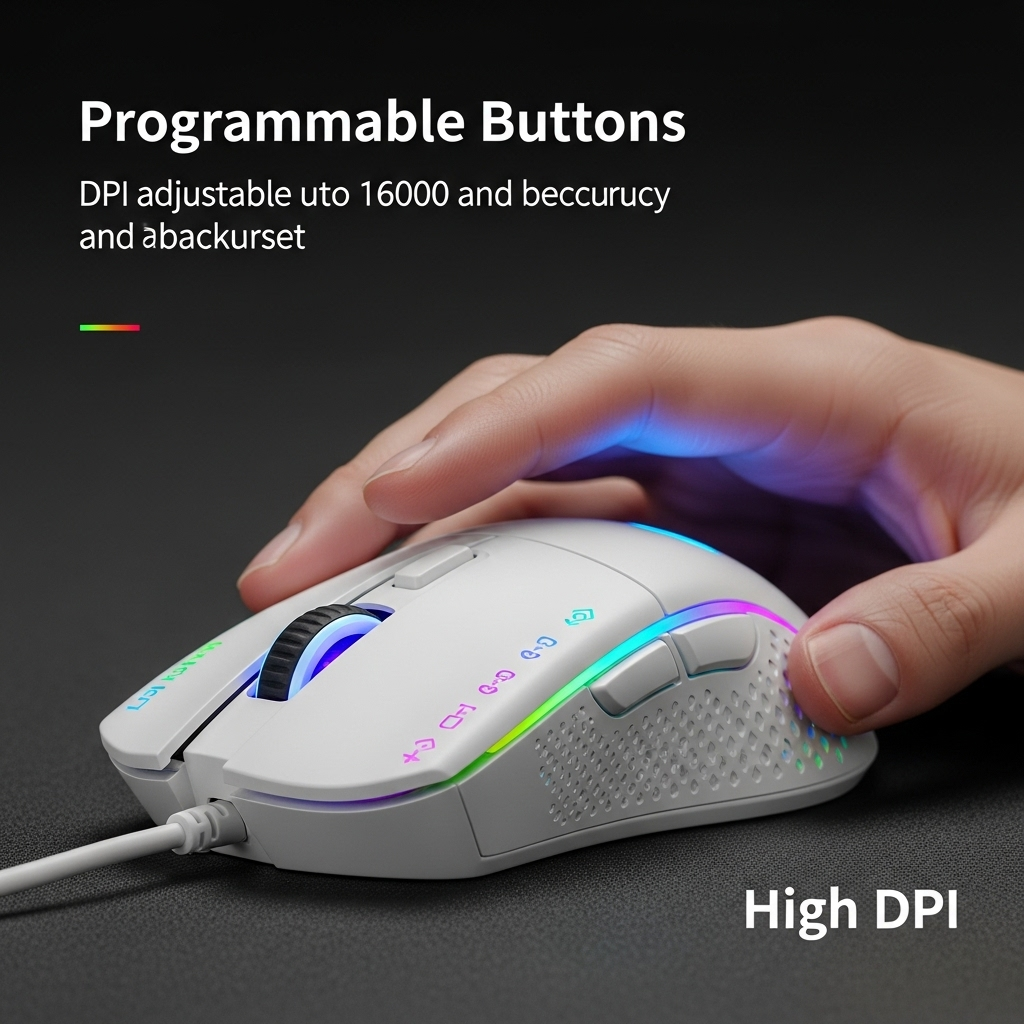 Programmable Buttons
DPI adjustable uto 16000 and beccurucy
and abackurset
High DPI